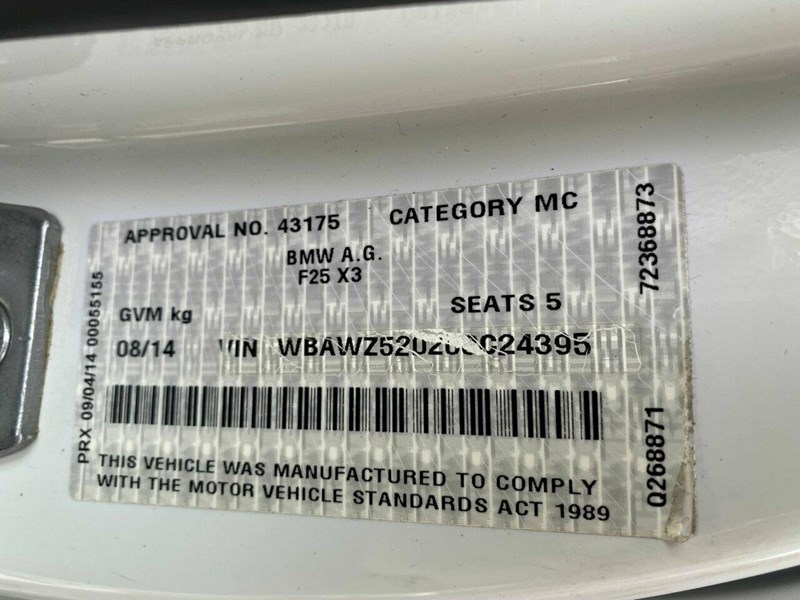 APPROVAL NO. 43175 CATEGORY MC
BMW A.G.
F25 X3
GVM kg SEATS 5
08/14 VIN
THIS VEHICLE WAS MANUFACTURED TO COMPLY
WITH THE MOTOR VEHICLE STANDARDS ACT 1989
PRX 09/04/14 00055155
72368873
Q268871